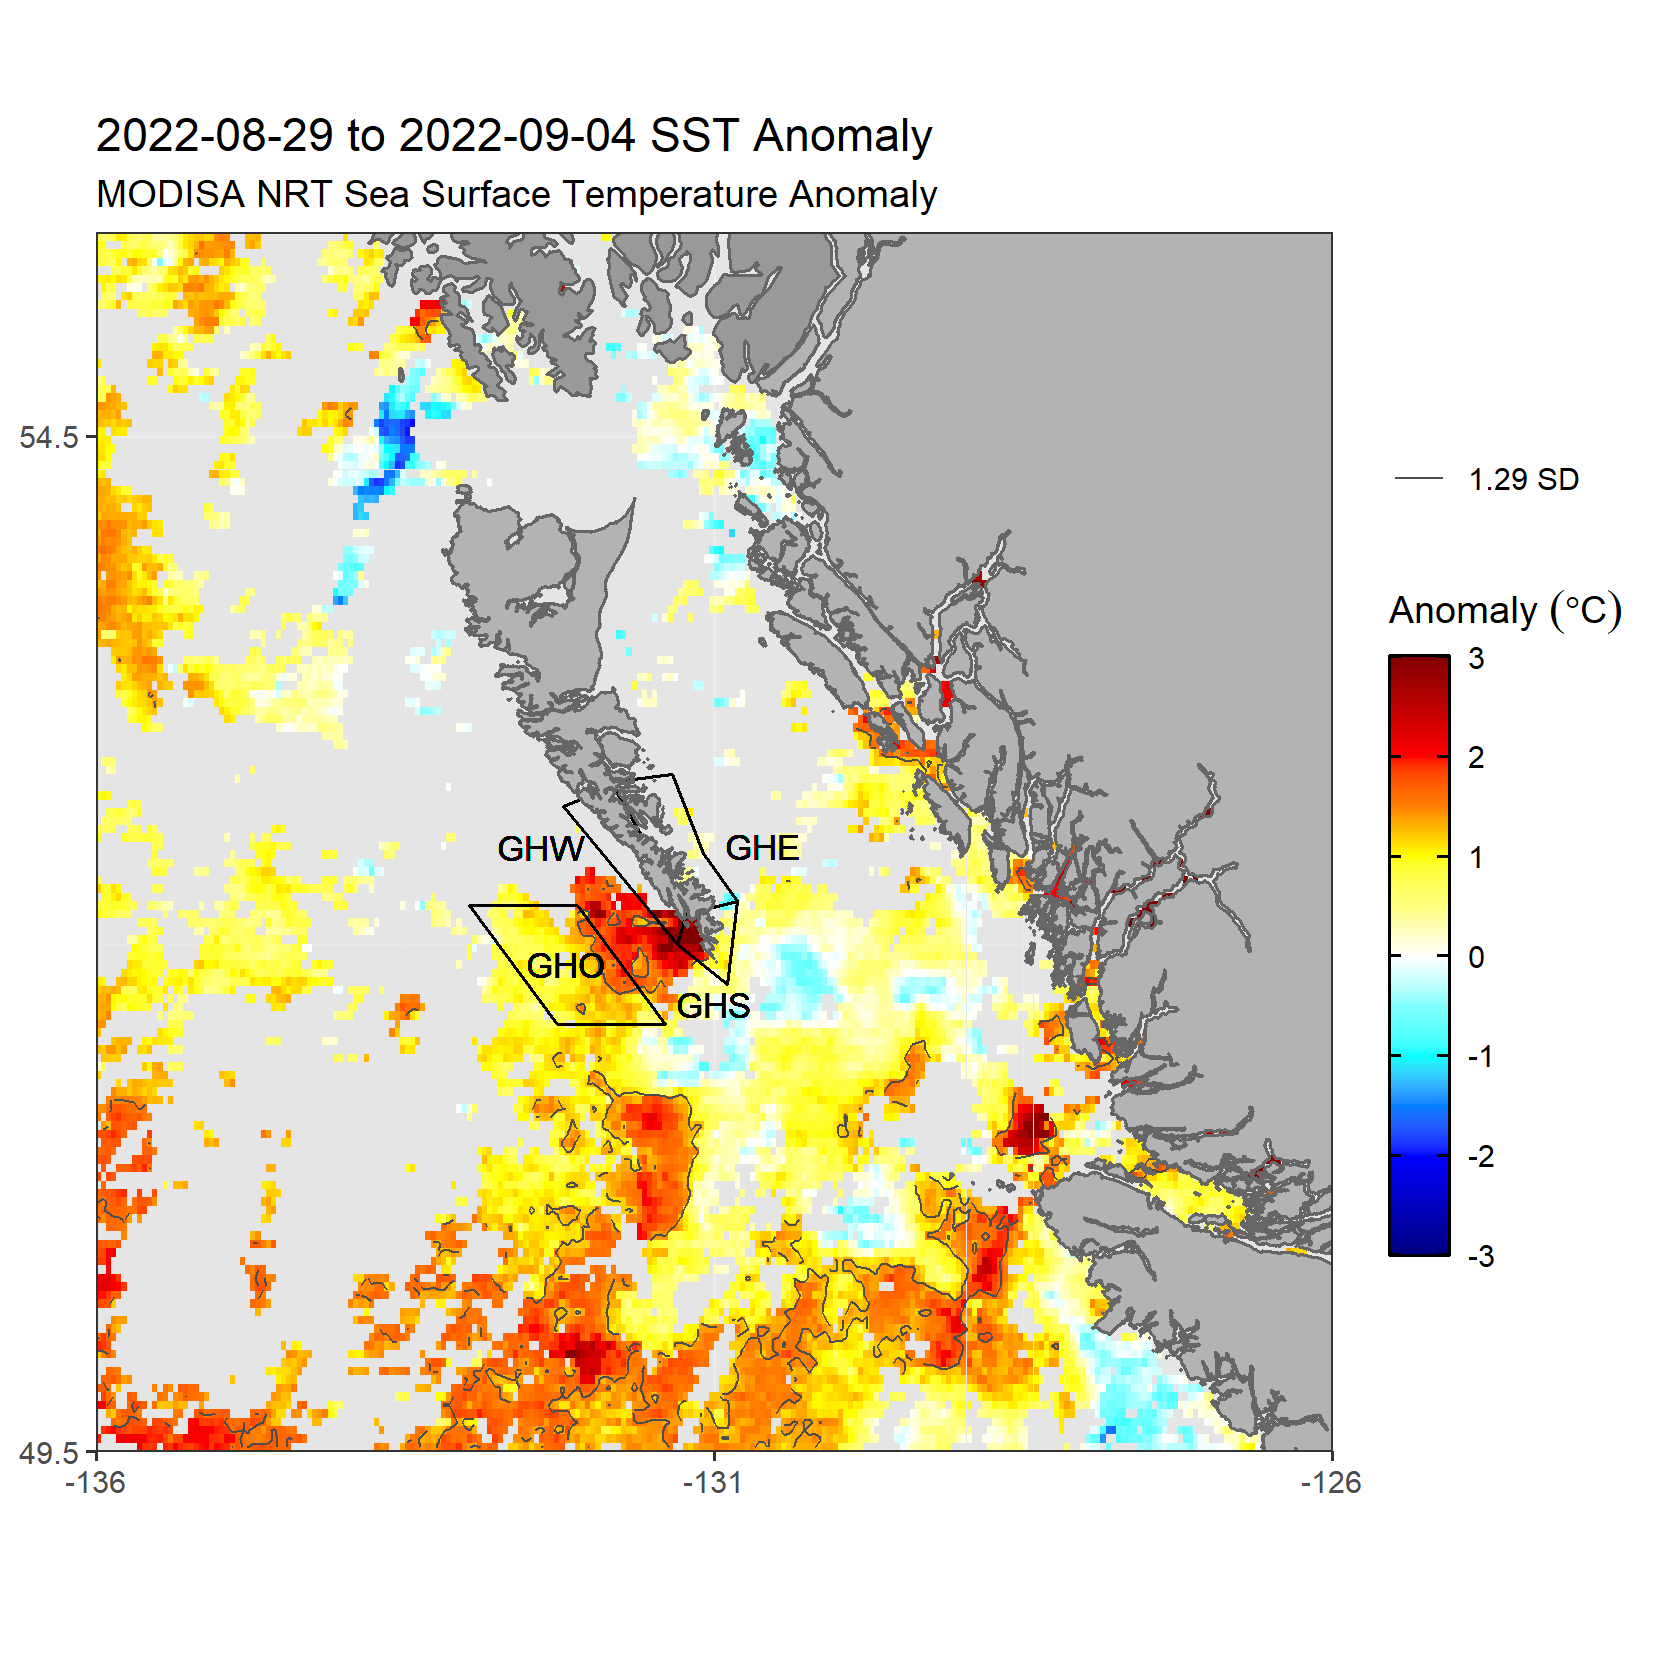 2022-08-29 to 2022-09-04 SST Anomaly
MODISA NRT Sea Surface Temperature Anomaly
54.5
49.5
-136
-131
-126
GHW
GHE
GHO
GHS
1.29 SD
Anomaly (°C)
3
2
1
0
-1
-2
-3